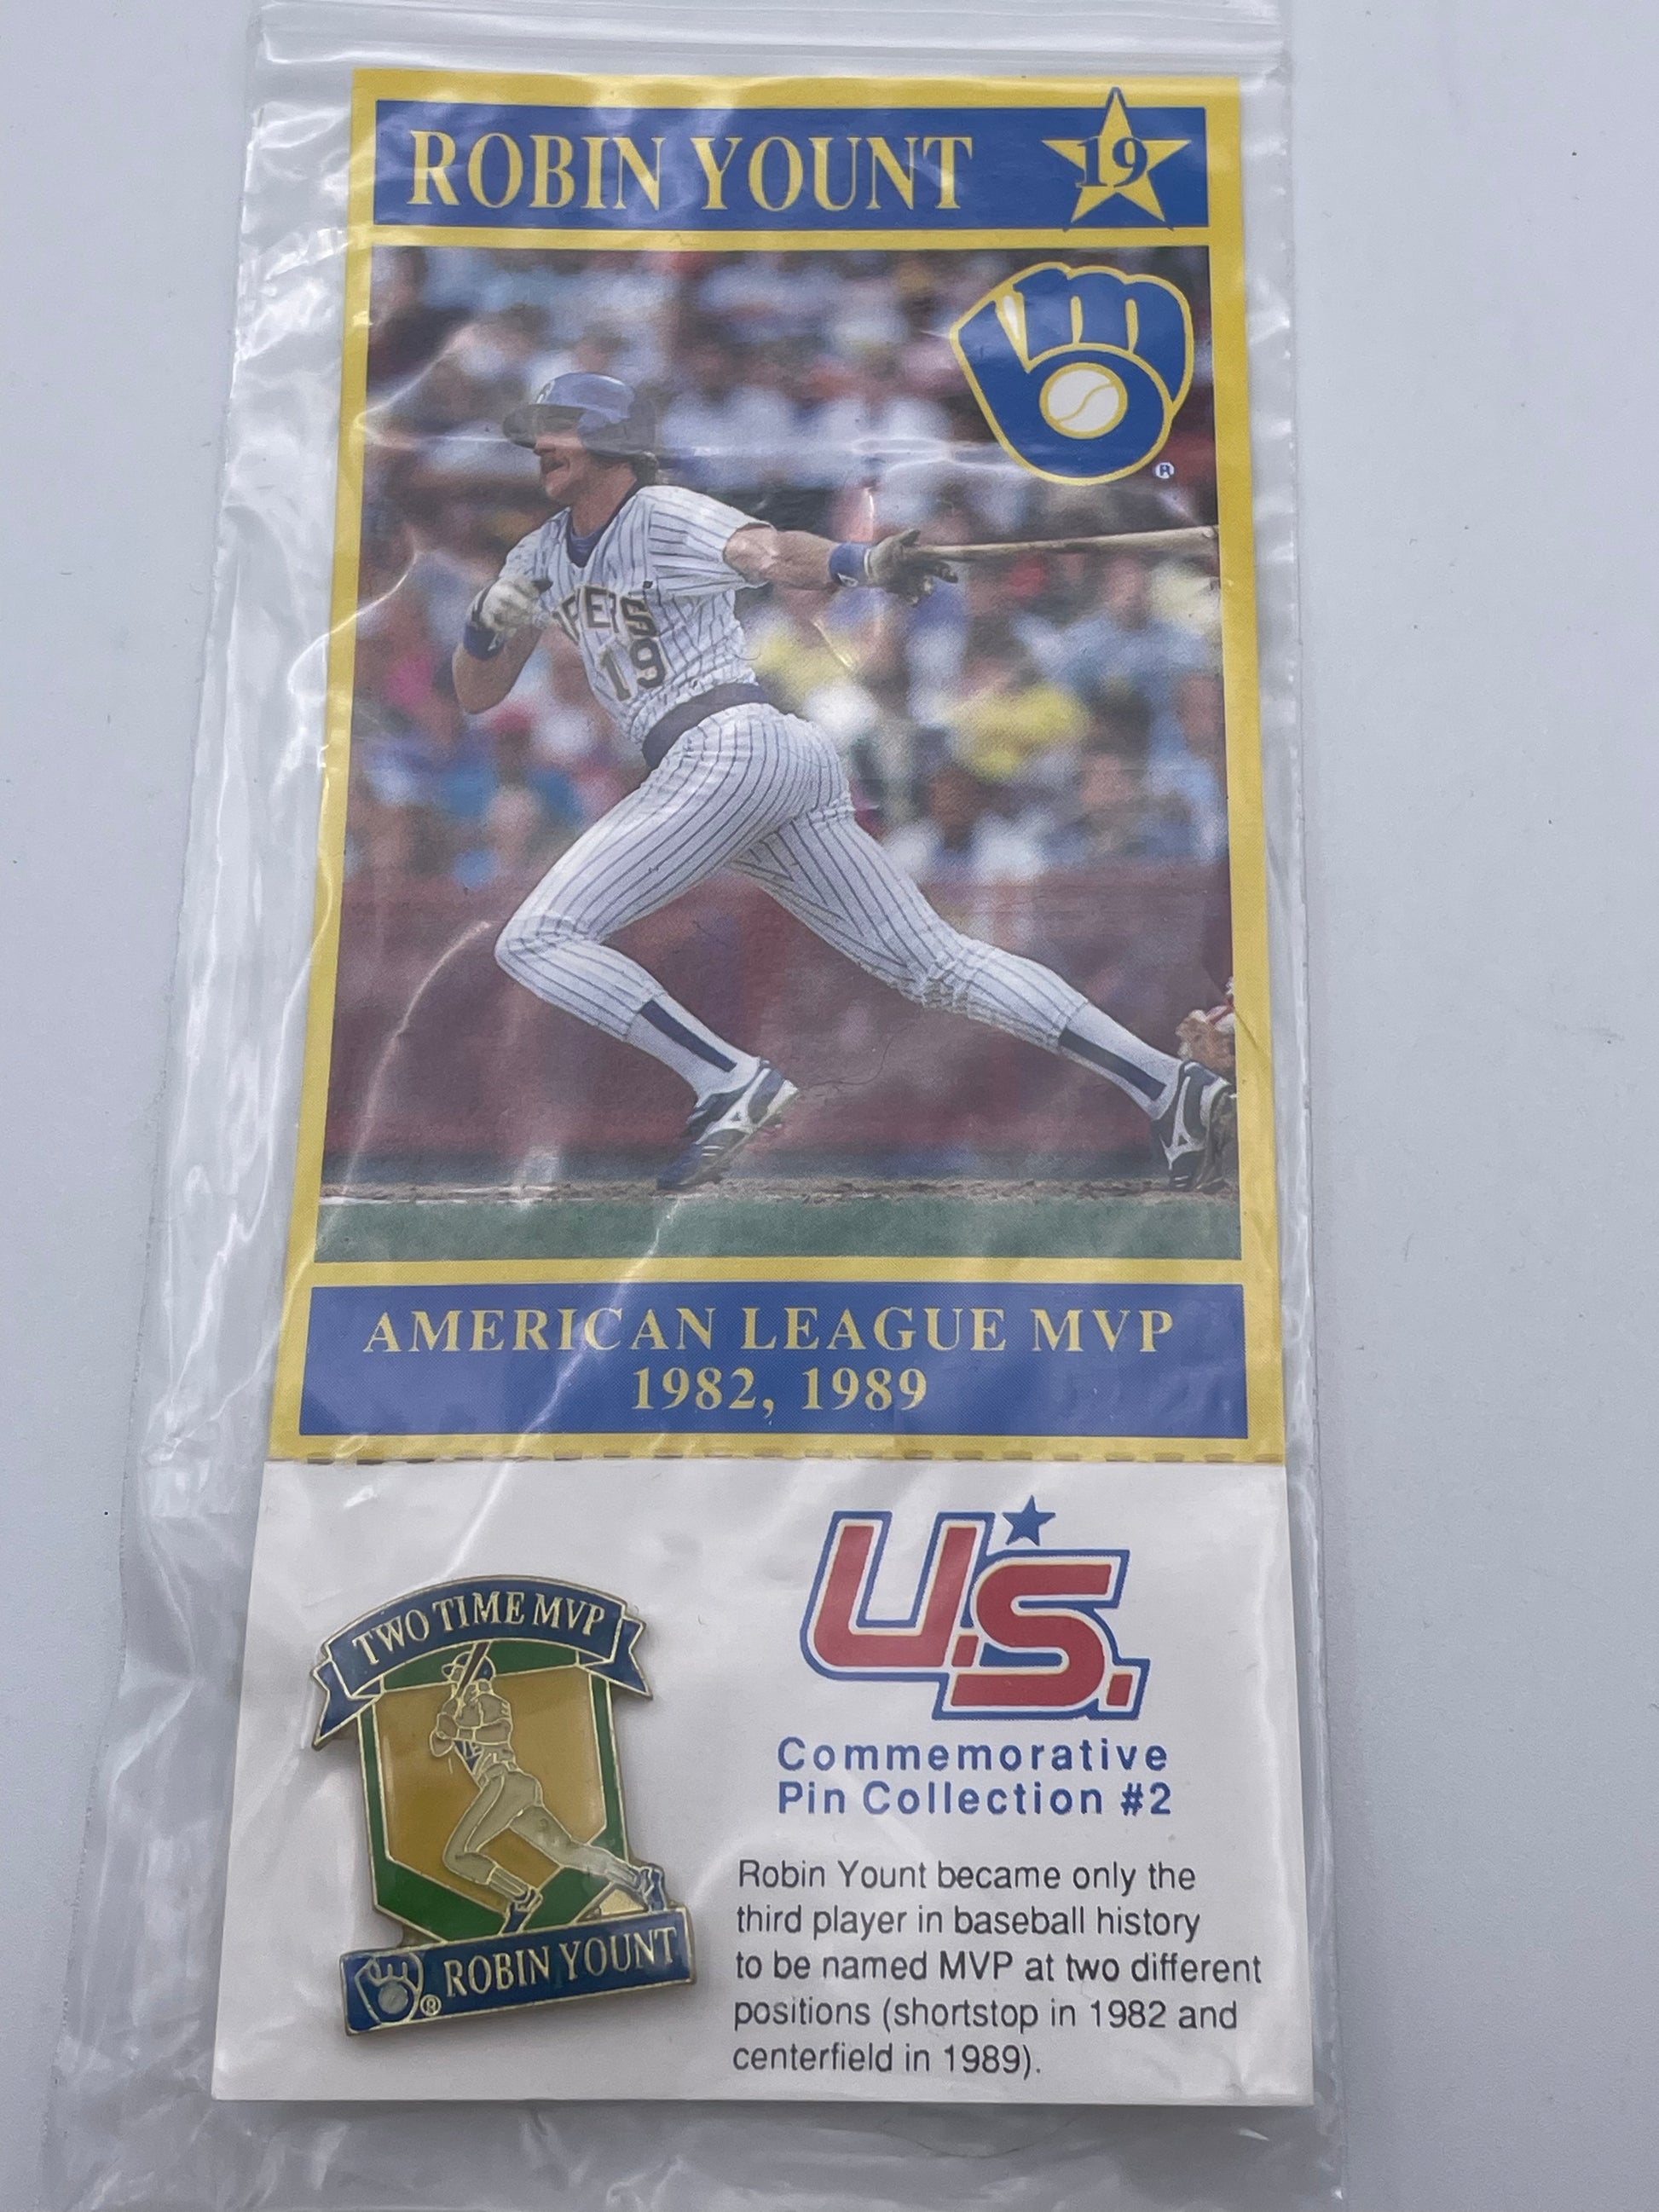 ROBIN YOUNT 19
®
EWERS
19
AMERICAN LEAGUE MVP
1982, 1989
U.S.
Commemorative
Pin Collection #2
TWO TIME MVP
ROBIN YOUNT
®
Robin Yount became only the
third player in baseball history
to be named MVP at two different
positions (shortstop in 1982 and
centerfield in 1989).